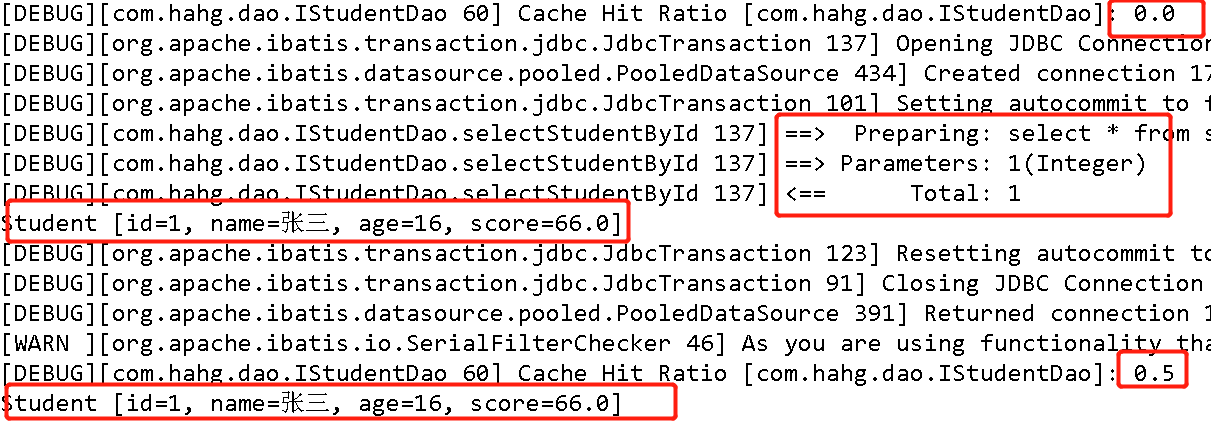 [DEBUG][com.hahg.dao.IStudentDao 60] Cache Hit Ratio [com.hahg.dao.IStudentDao]: 0.0
[DEBUG][org.apache.ibatis.transaction.jdbc.JdbcTransaction 137] Opening JDBC Connection
[DEBUG][org.apache.ibatis.datasource.pooled.PooledDataSource 434] Created connection 17
[DEBUG][org.apache.ibatis.transaction.jdbc.JdbcTransaction 101] Setting autocommit to f
[DEBUG][com.hahg.dao.IStudentDao.selectStudentById 137] ==>  Preparing: select * from s
[DEBUG][com.hahg.dao.IStudentDao.selectStudentById 137] ==> Parameters: 1(Integer)
[DEBUG][com.hahg.dao.IStudentDao.selectStudentById 137] <==      Total: 1
Student [id=1, name=张三, age=16, score=66.0]
[DEBUG][org.apache.ibatis.transaction.jdbc.JdbcTransaction 123] Resetting autocommit to
[DEBUG][org.apache.ibatis.transaction.jdbc.JdbcTransaction 91] Closing JDBC Connection
[DEBUG][org.apache.ibatis.datasource.pooled.PooledDataSource 391] Returned connection 1
[WARN ][org.apache.ibatis.io.SerialFilterChecker 46] As you are using functionality tha
[DEBUG][com.hahg.dao.IStudentDao 60] Cache Hit Ratio [com.hahg.dao.IStudentDao]: 0.5
Student [id=1, name=张三, age=16, score=66.0]